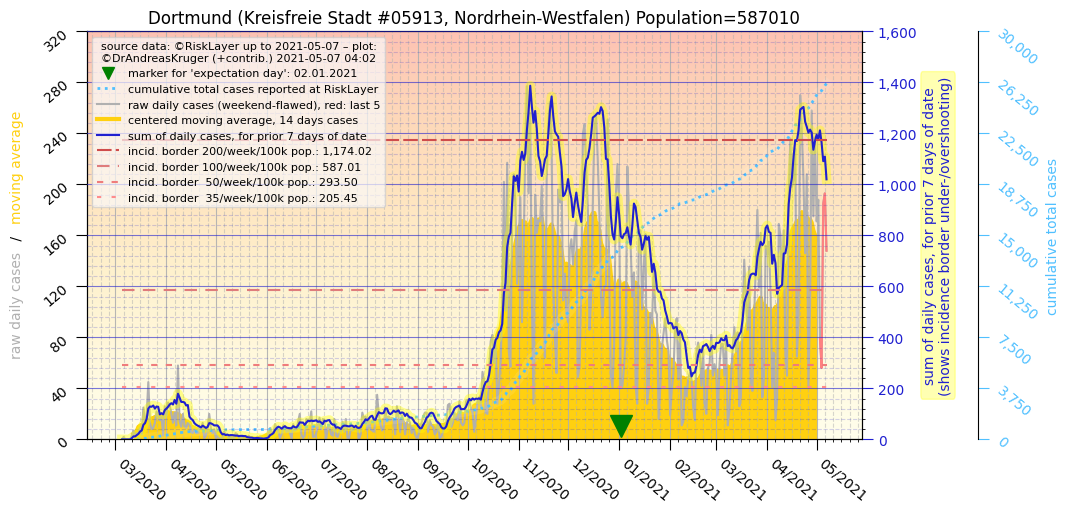 Dortmund (Kreisfreie Stadt #05913, Nordrhein-Westfalen) Population=587010
source data: ©RiskLayer up to 2021-05-07 – plot:
©DrAndreasKruger (+contrib.) 2021-05-07 04:02
marker for 'expectation day': 02.01.2021
cumulative total cases reported at RiskLayer
raw daily cases (weekend-flawed), red: last 5
centered moving average, 14 days cases
sum of daily cases, for prior 7 days of date
incid. border 200/week/100k pop.: 1,174.02
incid. border 100/week/100k pop.: 587.01
incid. border  50/week/100k pop.: 293.50
incid. border  35/week/100k pop.: 205.45
raw daily cases  /  moving average
320
280
240
200
160
120
80
40
0
03/2020
04/2020
05/2020
06/2020
07/2020
08/2020
09/2020
10/2020
11/2020
12/2020
01/2021
02/2021
03/2021
04/2021
05/2021
1,600
1,400
1,200
1,000
800
600
400
200
0
sum of daily cases, for prior 7 days of date
(shows incidence border under-/overshooting)
30,000
26,250
22,500
18,750
15,000
11,250
7,500
3,750
0
cumulative total cases